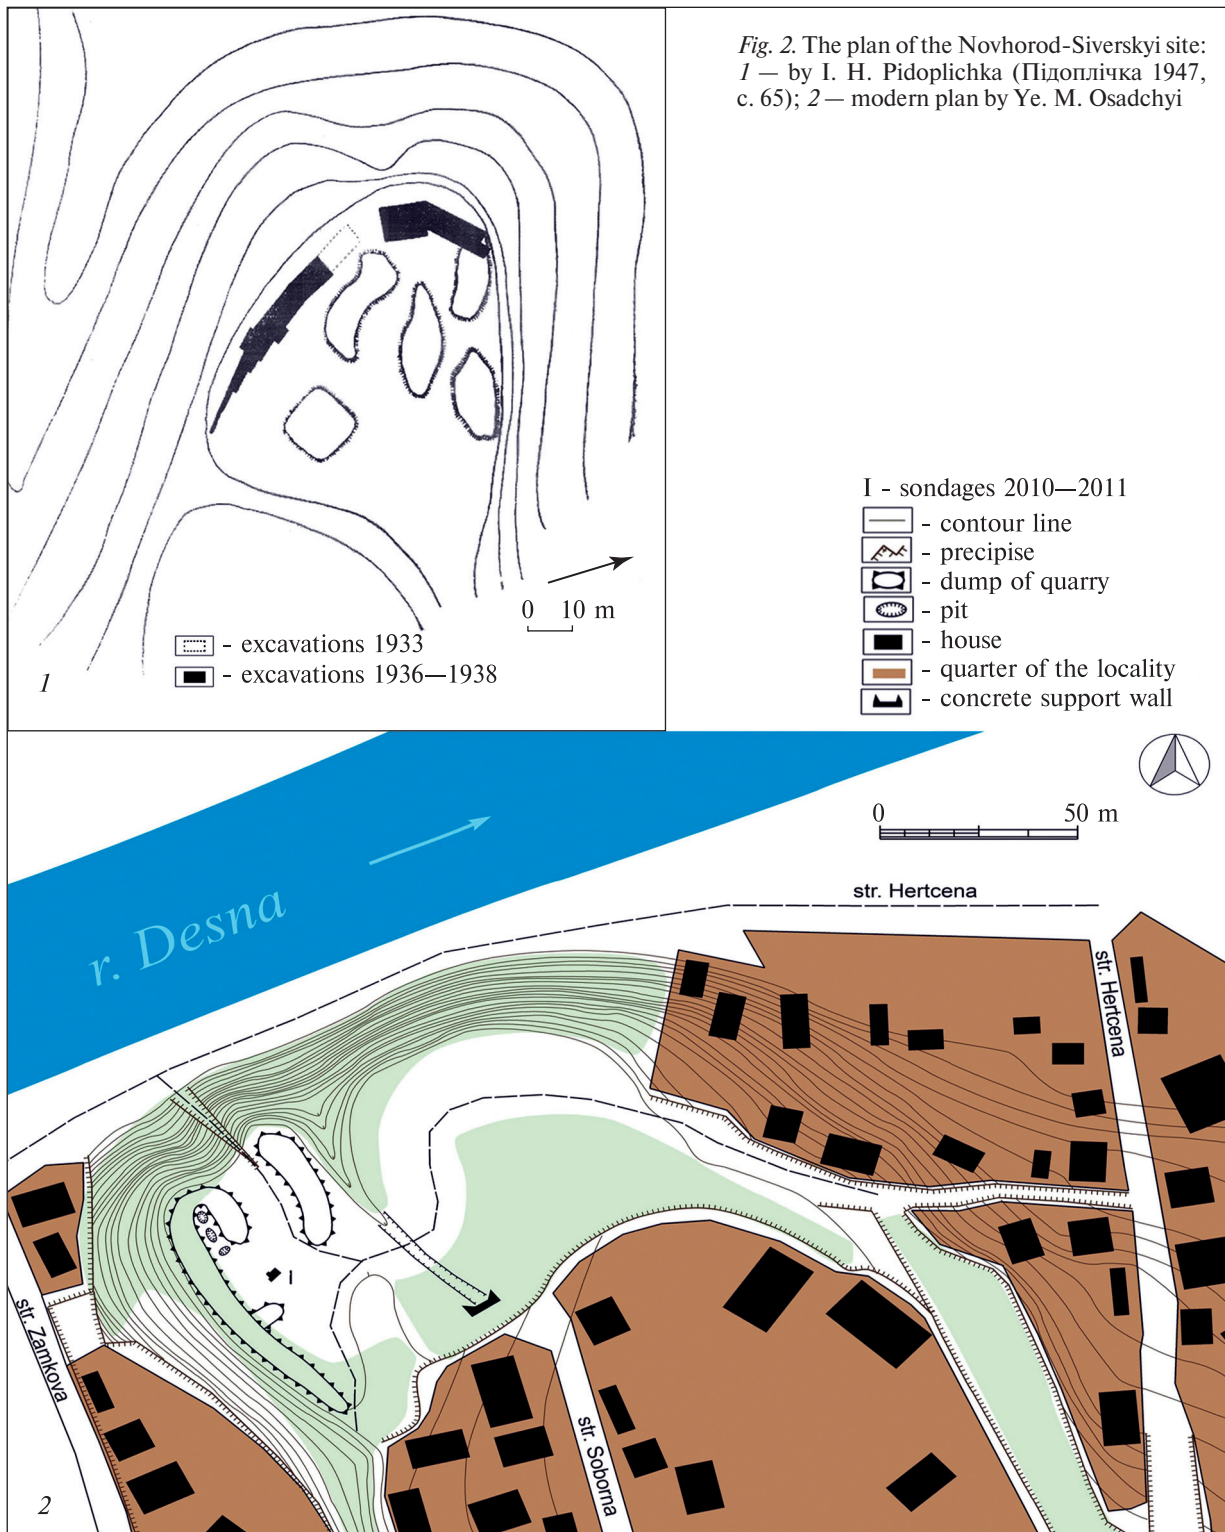 Fig. 2. The plan of the Novhorod-Siverskyi site:
1 — by I. H. Pidoplichka (Підоплічка 1947,
с. 65); 2 — modern plan by Ye. M. Osadchyi
0 10 m
- excavations 1933
- excavations 1936—1938
1
I - sondages 2010—2011
- contour line
- precipise
- dump of quarry
- pit
- house
- quarter of the locality
- concrete support wall
0 50 m
str. Hertcena
r. Desna
str. Hertcena
I
str. Zamkova
str. Soborna
2